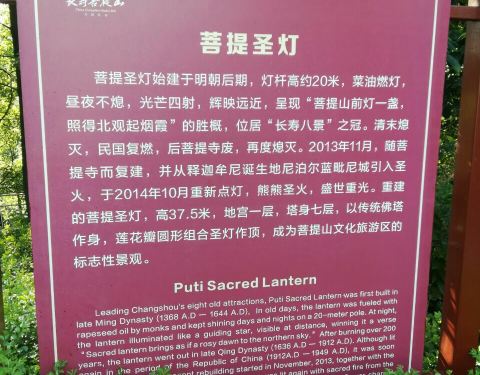 长寿菩提山
菩提圣灯
菩提圣灯始建于明朝后期，灯杆高约20米，菜油燃灯，
昼夜不熄，光芒四射，辉映远近，呈现“菩提山前灯一盏，
照得北观起烟霞”的胜概，位居“长寿八景”之冠。清末熄
灭，民国复燃，后菩提寺废，再度熄灭。2013年11月，随菩
提寺而复建，并从释迦牟尼诞生地尼泊尔蓝毗尼城引入圣
火，于2014年10月重新点灯，熊熊圣火，盛世重光。重建
的菩提圣灯，高37.5米，地宫一层，塔身七层，以传统佛塔
作身，莲花瓣圆形组合圣灯作顶，成为菩提山文化旅游区的
标志性景观。
Puti Sacred Lantern
Leading Changshou's eight old attractions, Puti Sacred Lantern was first built in
late Ming Dynasty (1368 A.D — 1644 A.D). In old days, the lantern was fueled with
rapeseed oil by monks and kept shining days and nights on a 20-meter pole. At night,
the lantern illuminated like a guiding star, visible at distance, winning it a verse
"Sacred lantern brings as if a rosy dawn to the northern sky." After burning over 200
years, the lantern went out in late Qing Dynasty (1636 A.D — 1912 A.D). Although lit
again in the period of the Republic of China (1912A.D —1949 A.D), it was soon
went rebuilding started in November, 2013, together with the
lit again with sacred fire from the